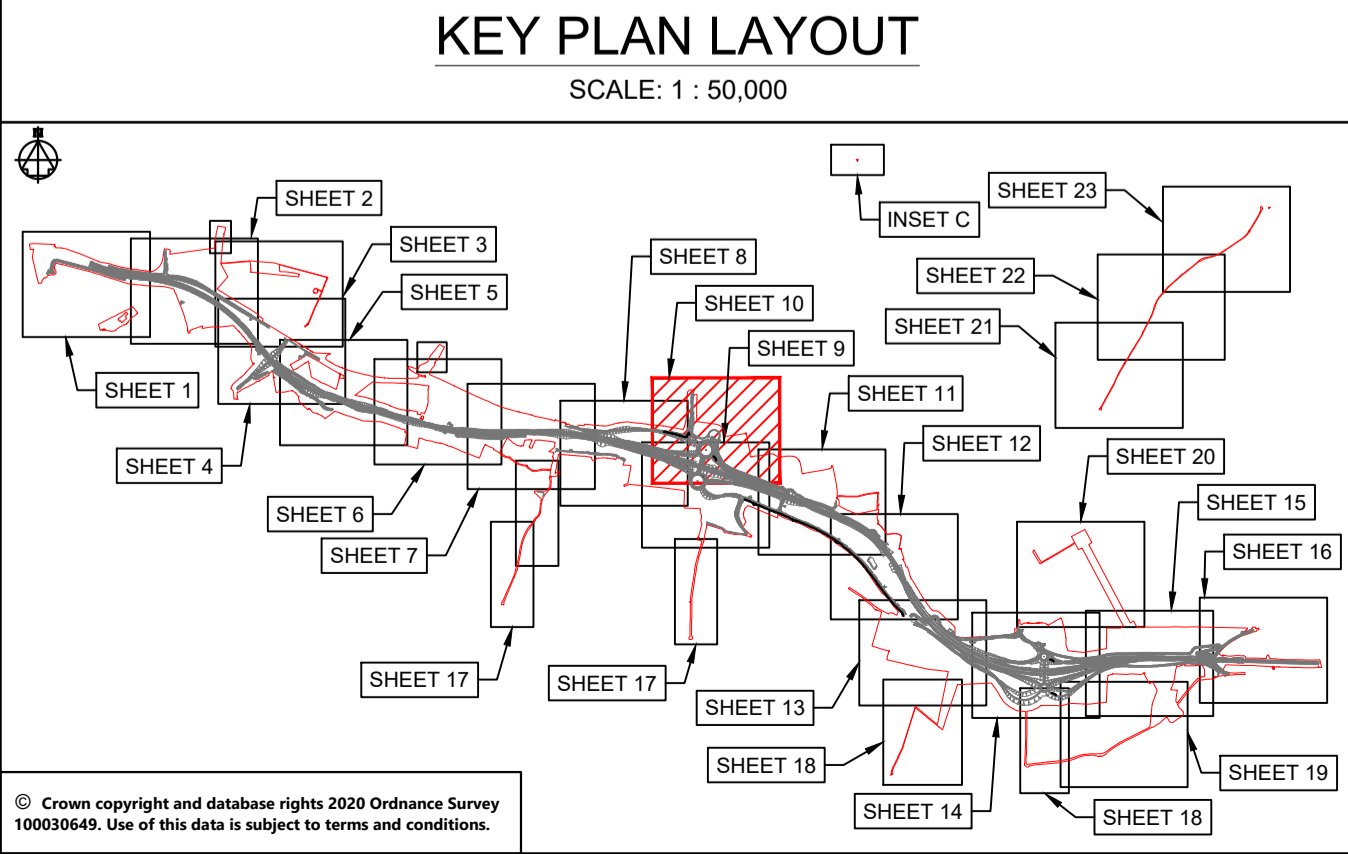 KEY PLAN LAYOUT
SCALE: 1 : 50,000
N
INSET C
SHEET 23
SHEET 2
SHEET 3
SHEET 8
SHEET 22
SHEET 5
SHEET 10
SHEET 21
SHEET 9
SHEET 1
SHEET 11
SHEET 12
SHEET 4
SHEET 20
SHEET 15
SHEET 6
SHEET 16
SHEET 7
SHEET 17
SHEET 17
SHEET 13
SHEET 18
SHEET 19
SHEET 14
SHEET 18
© Crown copyright and database rights 2020 Ordnance Survey
100030649. Use of this data is subject to terms and conditions.